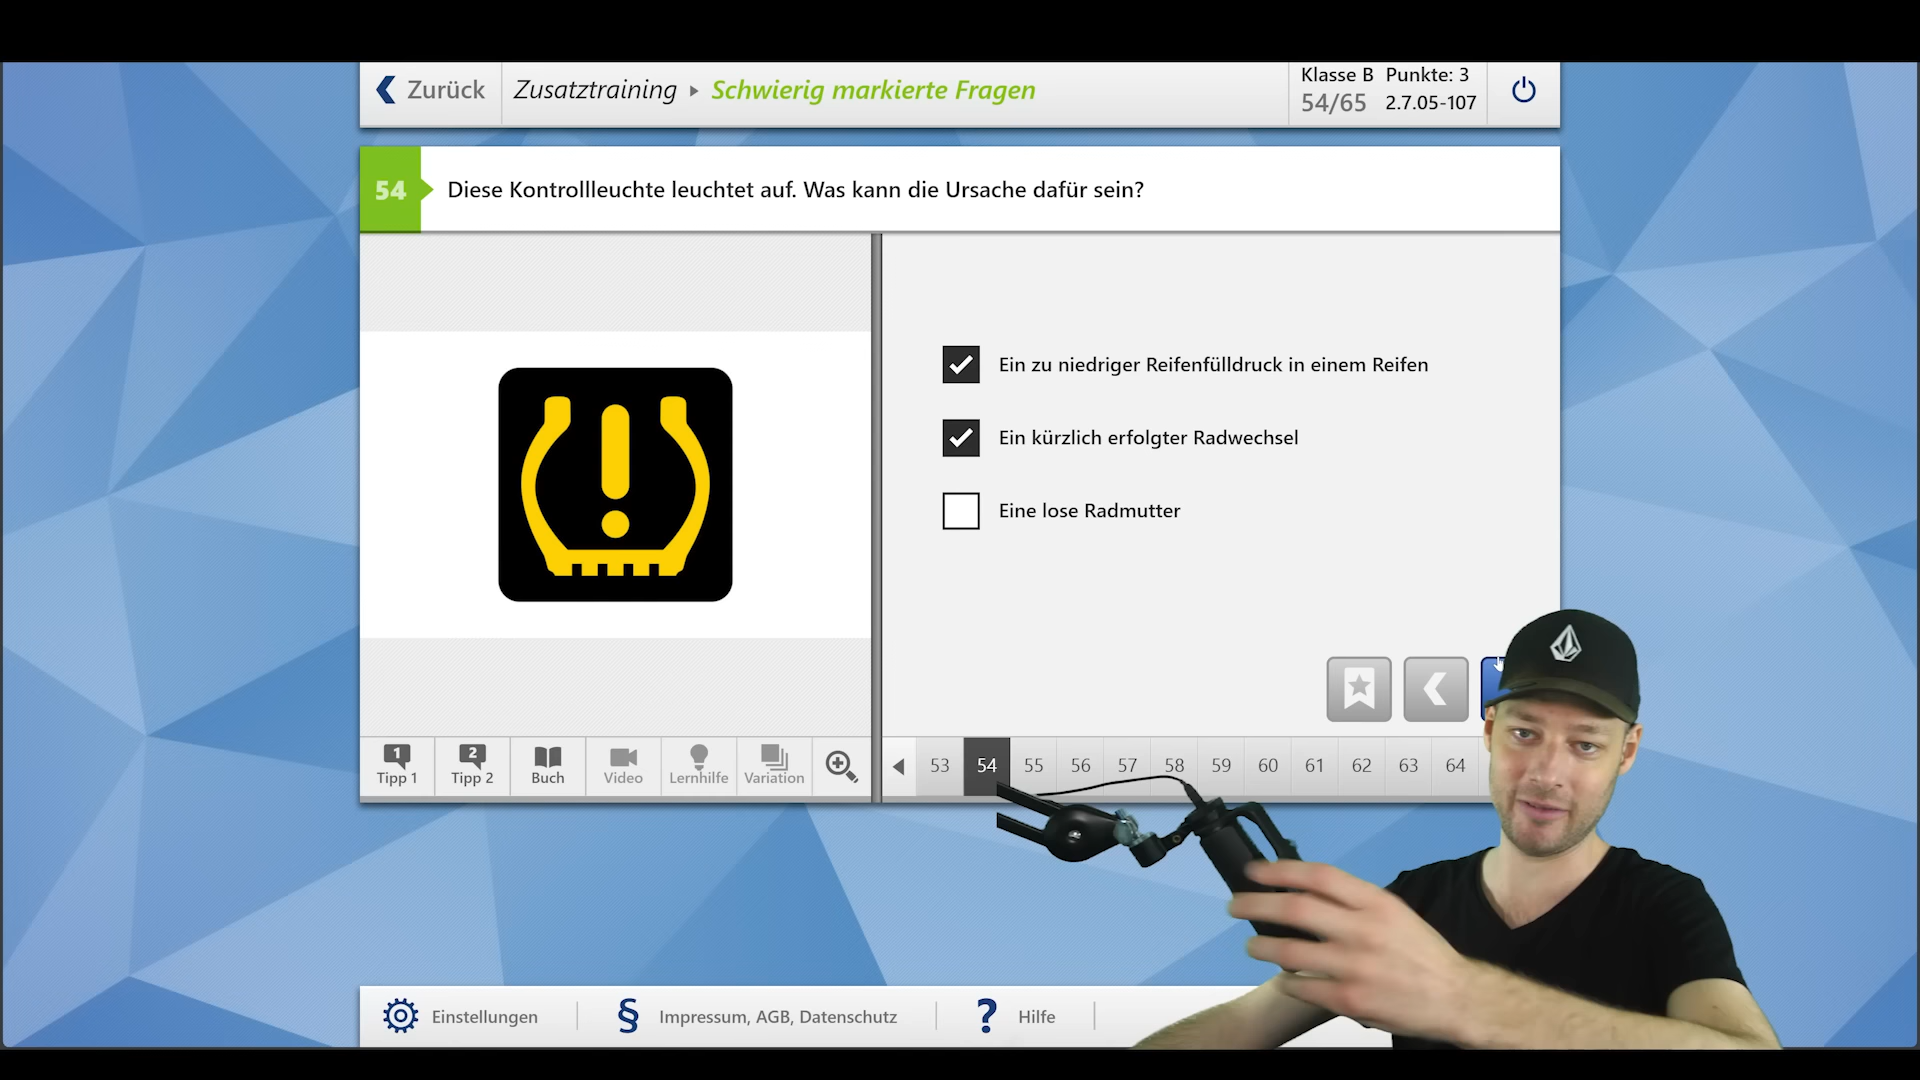 Zurück
Zusatztraining ▸ Schwierig markierte Fragen
Klasse B Punkte: 3
54/65 2.7.05-107
54
Diese Kontrollleuchte leuchtet auf. Was kann die Ursache dafür sein?
Ein zu niedriger Reifenfülldruck in einem Reifen
Ein kürzlich erfolgter Radwechsel
Eine lose Radmutter
1 2
Tipp 1 Tipp 2 Buch Video Lernhilfe Variation
53 54 55 56 57 58 59 60 61 62 63 64
Einstellungen § Impressum, AGB, Datenschutz ? Hilfe